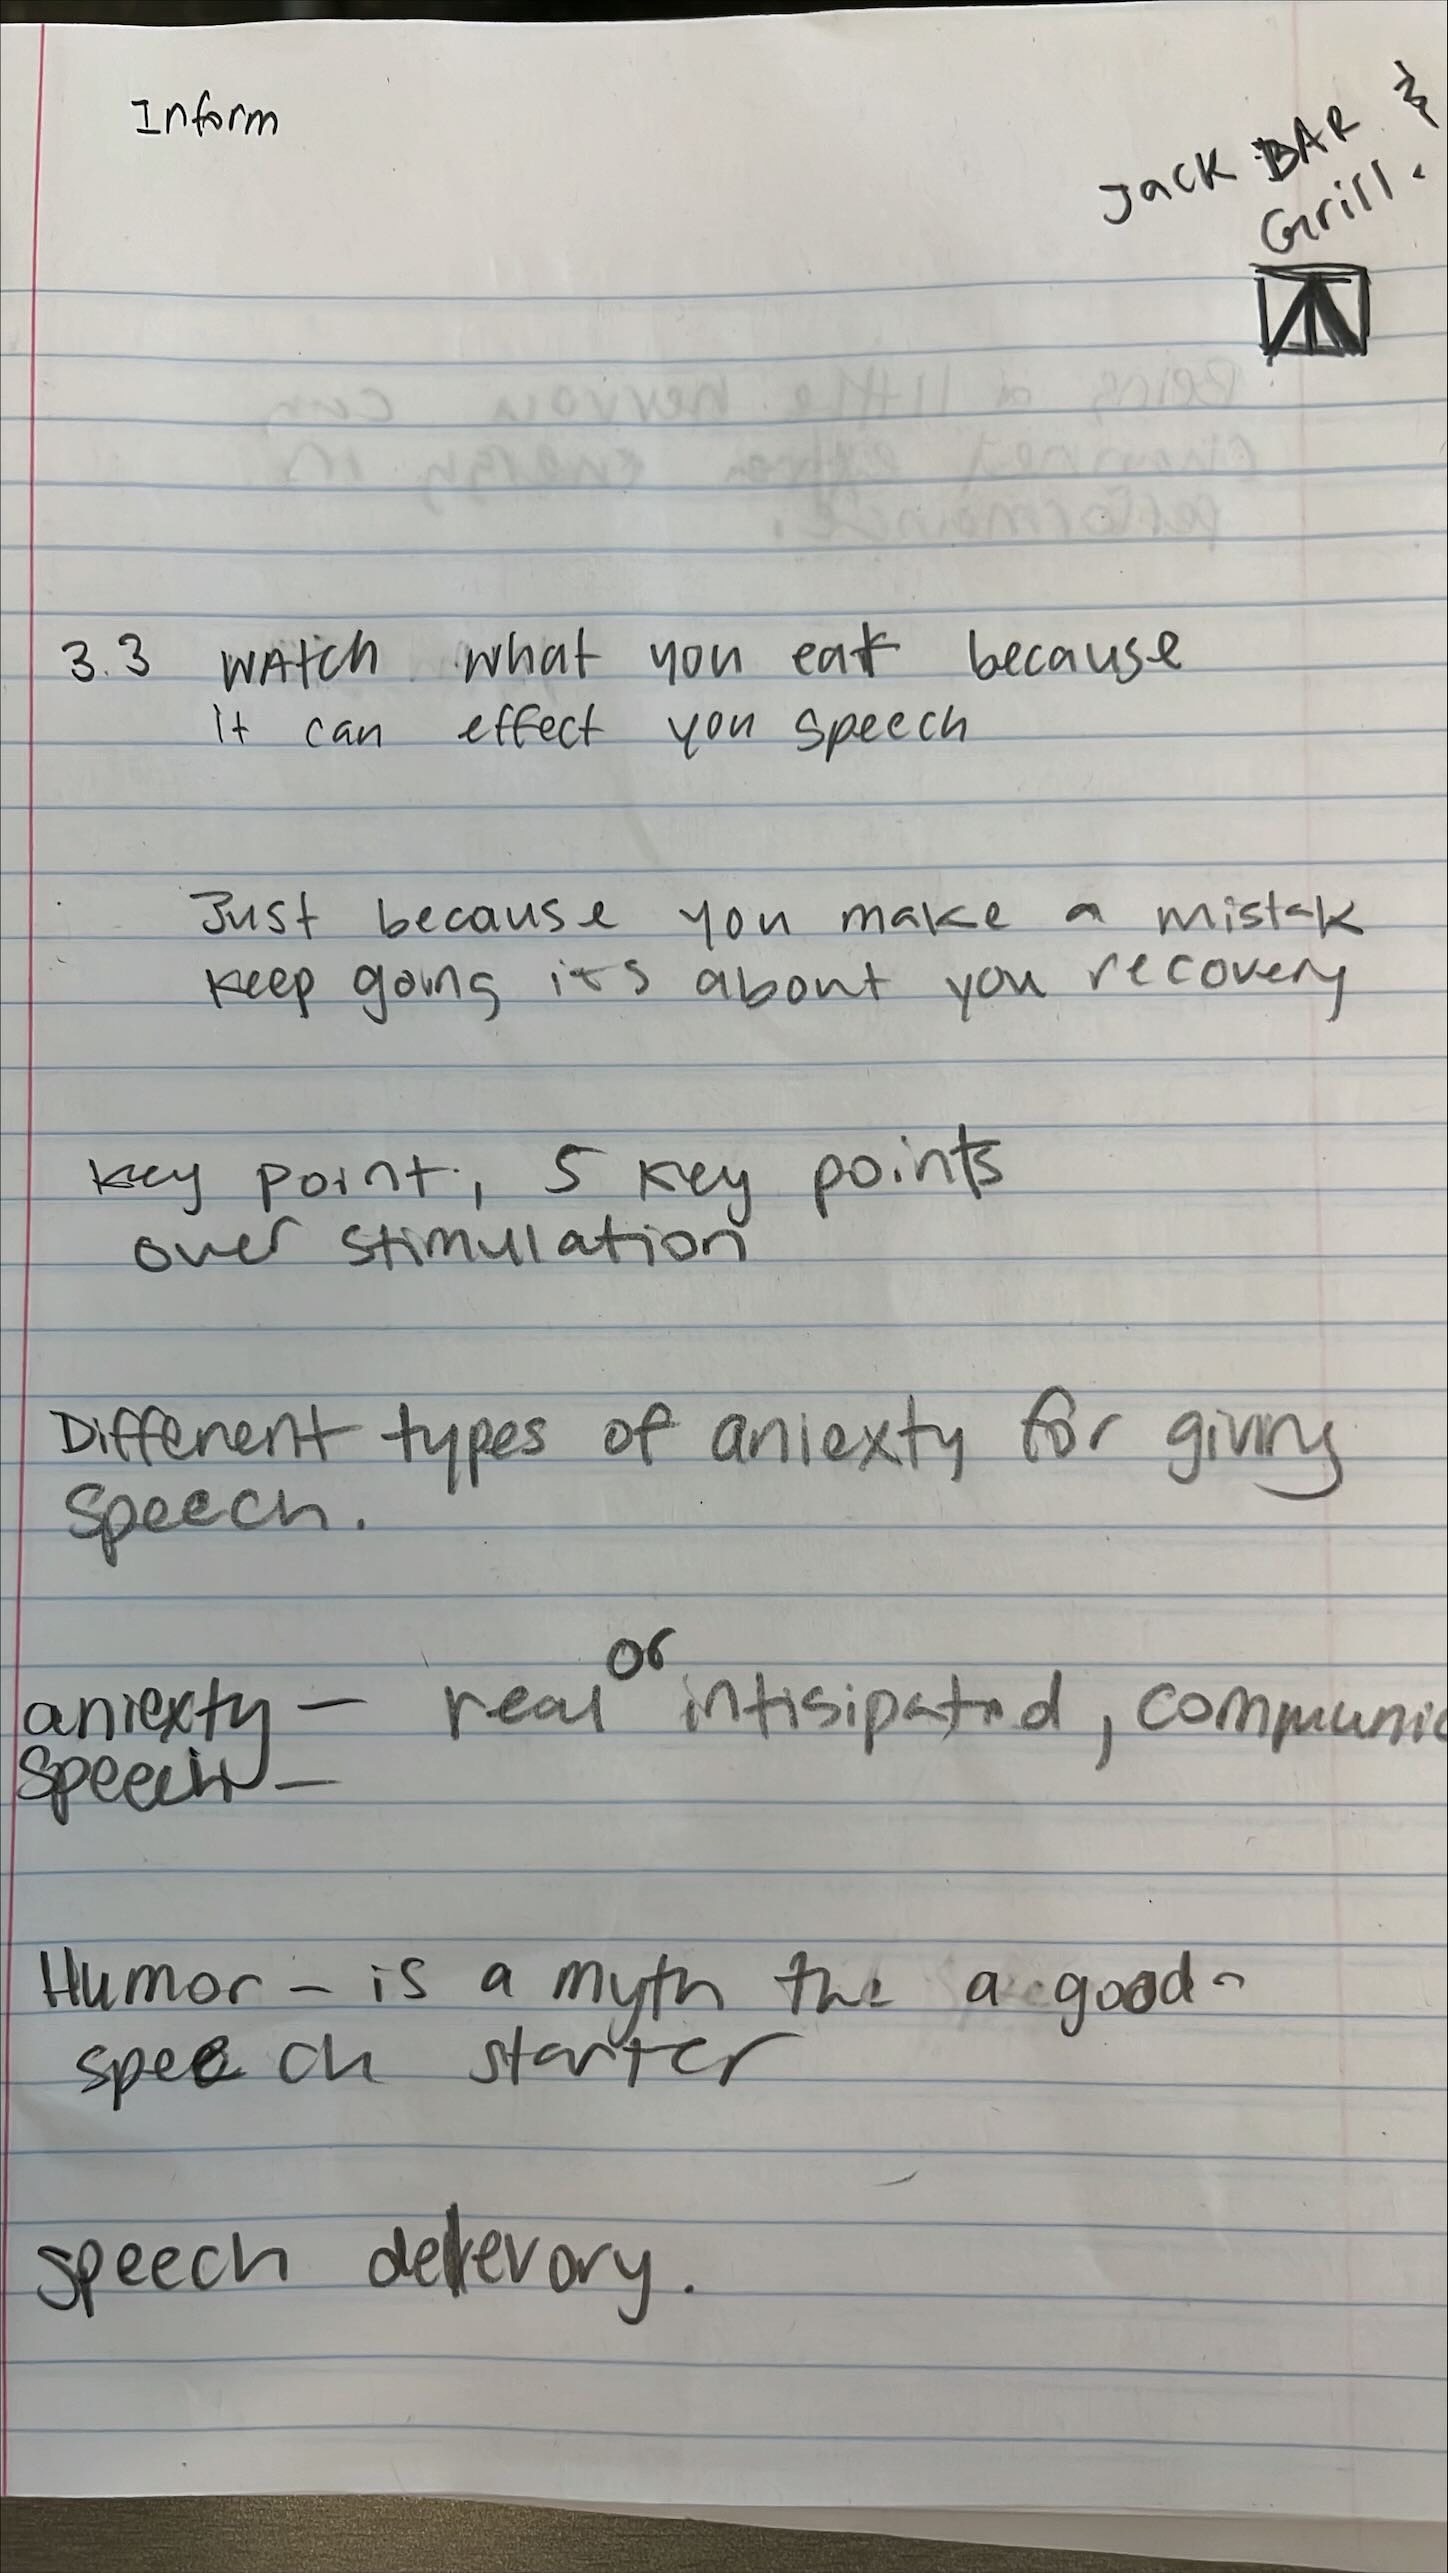 Inform
Jack BAR &
Grill.
3.3 WAtch what you eat because
it can effect you speech
Just because you make a mistak
keep going it's about you recovery
key point, 5 key points
over stimulation
Different types of aniexty for giving
speech.
or
aniexty - real intisipated, communic
speech -
Humor - is a myth the a good
speech starter
speech delevory.